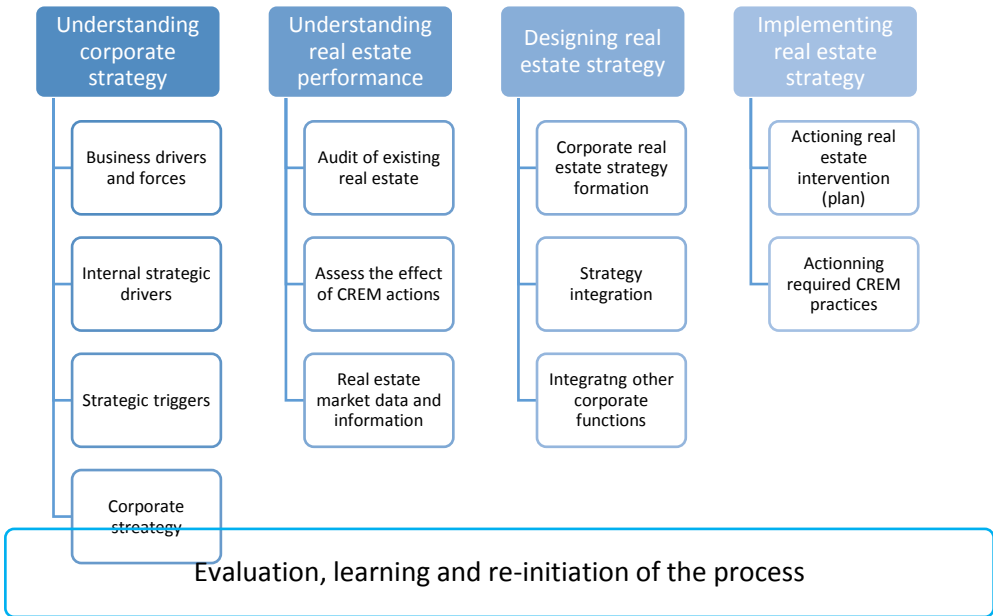 Understanding
corporate
strategy
Business drivers
and forces
Internal strategic
drivers
Strategic triggers
Corporate
streategy
Understanding
real estate
performance
Audit of existing
real estate
Assess the effect
of CREM actions
Real estate
market data and
information
Designing real
estate strategy
Corporate real
estate strategy
formation
Strategy
integration
Integratng other
corporate
functions
Implementing
real estate
strategy
Actioning real
estate
intervention
(plan)
Actionning
required CREM
practices
Evaluation, learning and re-initiation of the process